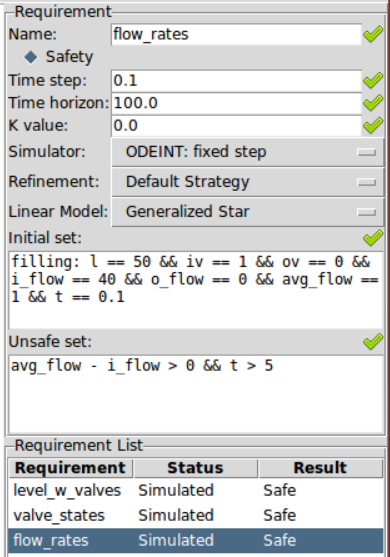 Requirement
Name: flow_rates
Safety
Time step: 0.1
Time horizon: 100.0
K value: 0.0
Simulator: ODEINT: fixed step
Refinement: Default Strategy
Linear Model: Generalized Star
Initial set:
filling: l == 50 && iv == 1 && ov == 0 &&
i_flow == 40 && o_flow == 0 && avg_flow ==
1 && t == 0.1
Unsafe set:
avg_flow - i_flow > 0 && t > 5
Requirement List
Requirement Status Result
level_w_valves Simulated Safe
valve_states Simulated Safe
flow_rates Simulated Safe